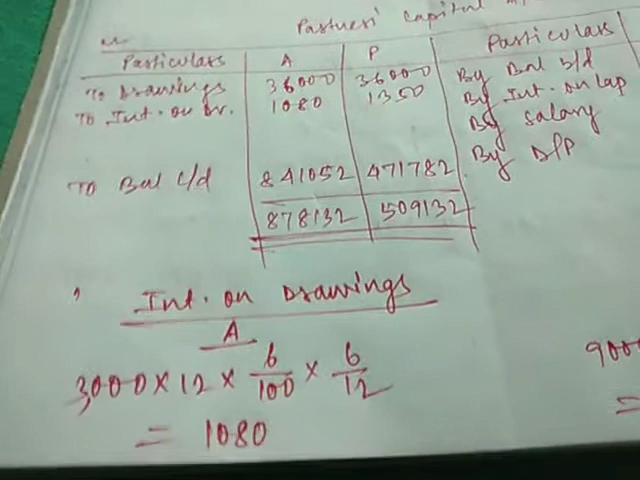 Partners' Capital
Particulars A P Particulars
To Drawings 36000 36000 By Bal b/d
To Int. on Dr. 1080 1350 By Int. on Cap
By Salary
To Bal c/d 841052 471782 By D/P
878132 509132
Int. on Drawings
A
3,000 × 12 × 6/100 × 6/12
= 1080
900
=